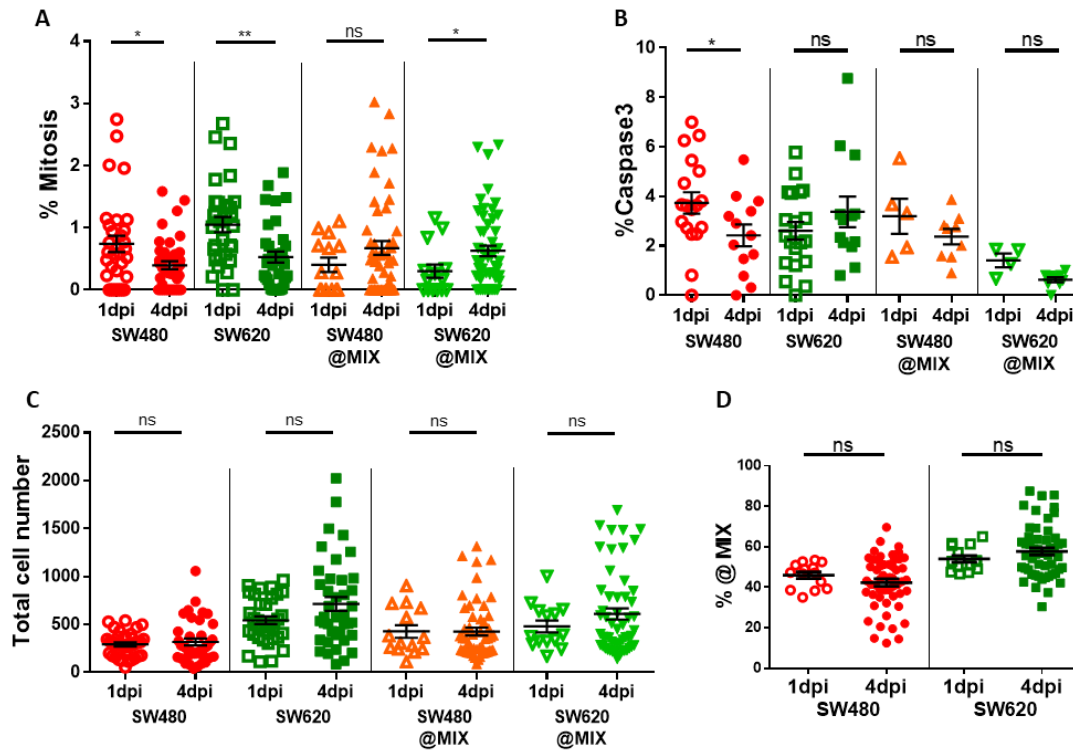 A
* ** ns *
% Mitosis
4
3
2
1
0
1dpi 4dpi 1dpi 4dpi 1dpi 4dpi 1dpi 4dpi
SW480 SW620 SW480 SW620
@MIX @MIX
B
* ns ns ns
%Caspase3
10
8
6
4
2
0
1dpi 4dpi 1dpi 4dpi 1dpi 4dpi 1dpi 4dpi
SW480 SW620 SW480 SW620
@MIX @MIX
C
ns ns ns ns
Total cell number
2500
2000
1500
1000
500
0
1dpi 4dpi 1dpi 4dpi 1dpi 4dpi 1dpi 4dpi
SW480 SW620 SW480 SW620
@MIX @MIX
D
ns ns
% @MIX
100
80
60
40
20
0
1dpi 4dpi 1dpi 4dpi
SW480 SW620